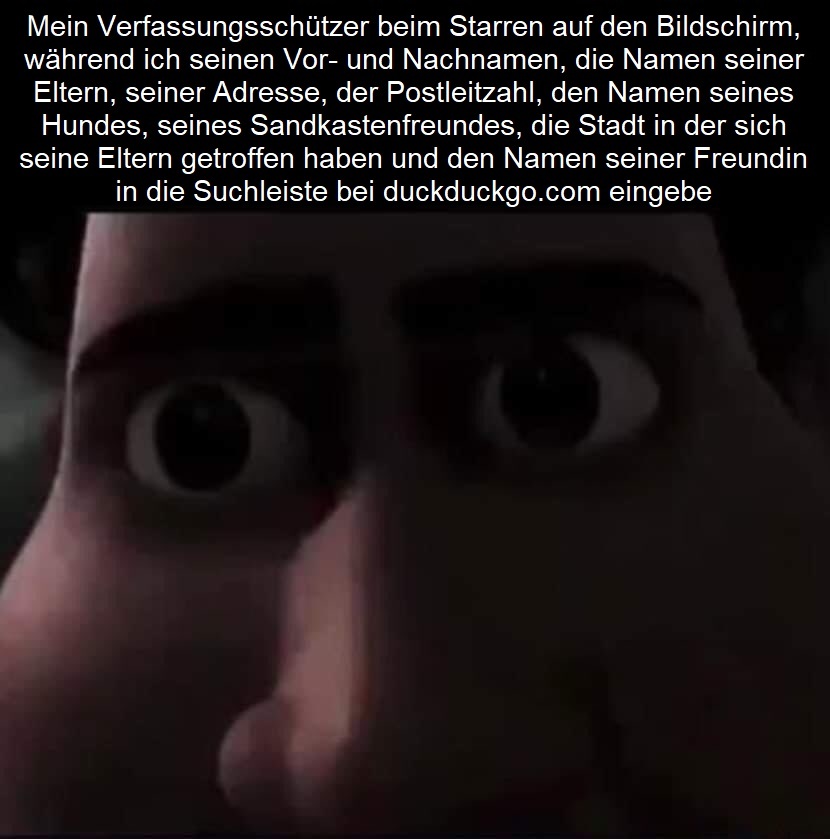 Mein Verfassungsschützer beim Starren auf den Bildschirm,
während ich seinen Vor- und Nachnamen, die Namen seiner
Eltern, seiner Adresse, der Postleitzahl, den Namen seines
Hundes, seines Sandkastenfreundes, die Stadt in der sich
seine Eltern getroffen haben und den Namen seiner Freundin
in die Suchleiste bei duckduckgo.com eingebe